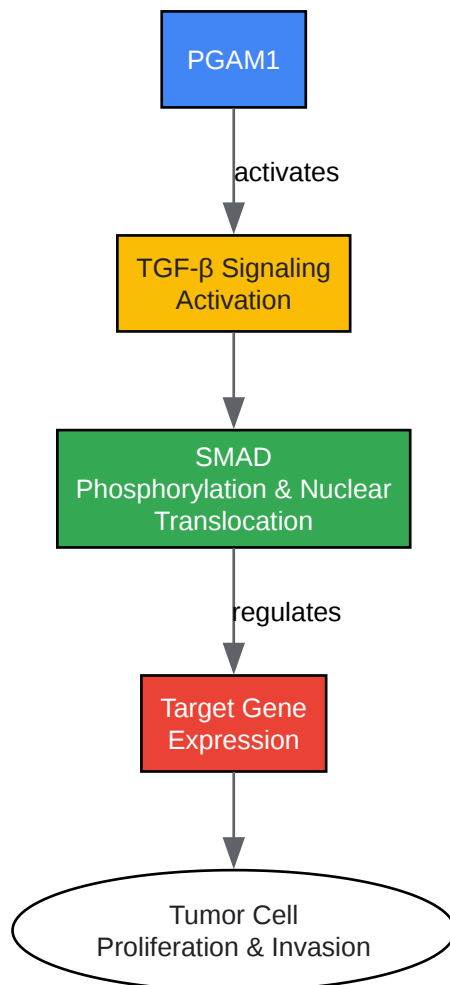 PGAM1
activates
TGF-β Signaling
Activation
SMAD
Phosphorylation & Nuclear
Translocation
regulates
Target Gene
Expression
Tumor Cell
Proliferation & Invasion